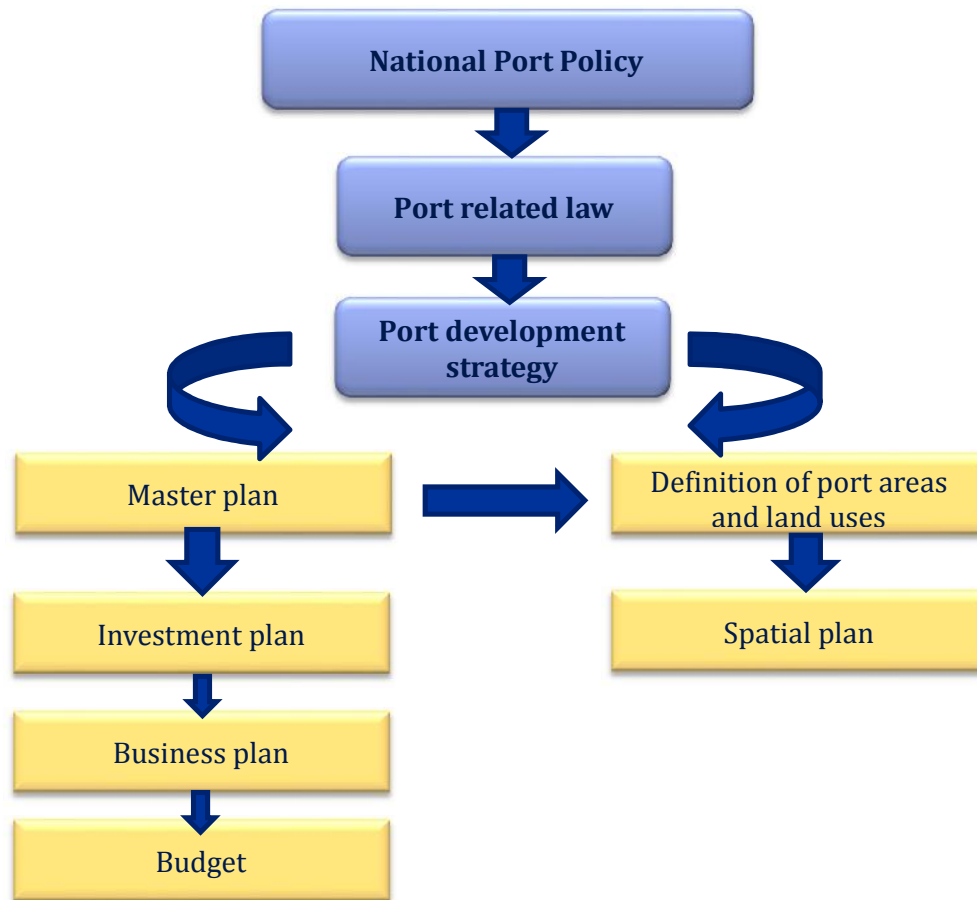 National Port Policy
Port related law
Port development
strategy
Master plan
Definition of port areas
and land uses
Investment plan
Spatial plan
Business plan
Budget